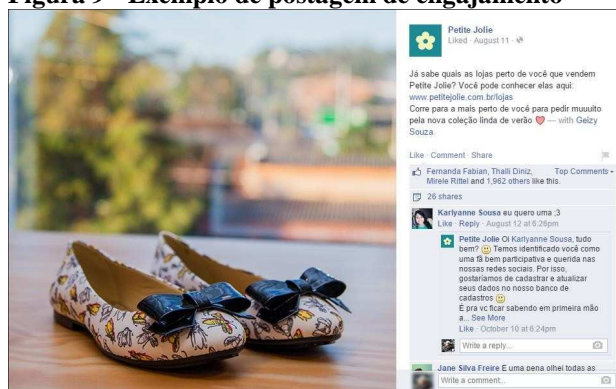 Figura 9 - Exemplo de postagem de engajamento
Petite Jolie
Liked · August 11 ·
Já sabe quais as lojas perto de você que vendem
Petite Jolie? Você pode conhecer elas aqui:
www.petitejolie.com.br/lojas
Corre para a mais perto de você para pedir muuuito
pela nova coleção linda de verão — with Geizy
Souza.
Like · Comment · Share
Fernanda Fabian, Thalli Diniz,
Mirele Rittel and 1,962 others like this.
Top Comments
26 shares
Karlyanne Sousa eu quero uma ;3
Like · Reply · August 12 at 6:26pm
Petite Jolie Oi Karlyanne Sousa, tudo
bem? Temos identificado você como
uma fã bem participativa e querida nas
nossas redes sociais. Por isso,
gostaríamos de cadastrar e atualizar
seus dados no nosso banco de
cadastros
É pra vc ficar sabendo em primeira mão
a... See More
Like · October 10 at 6:24pm
Write a reply...
Jane Silva Freire E uma pena olhei todas as
Write a comment...